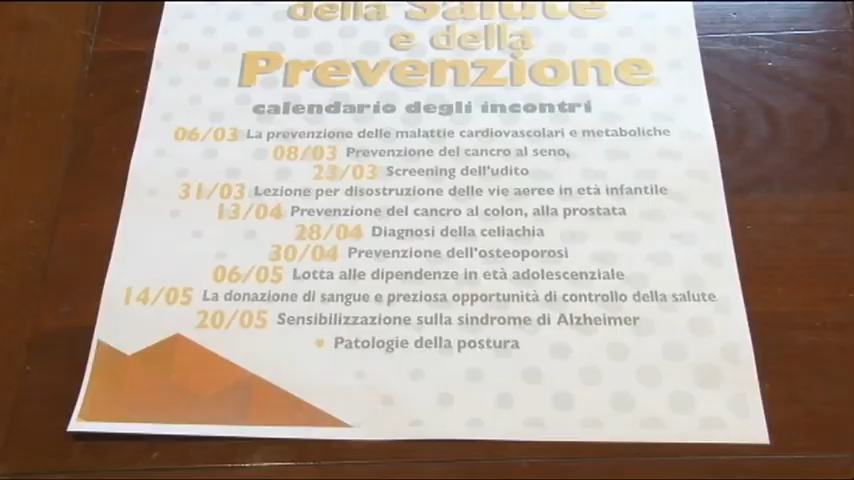 della Salute
e della
Prevenzione
calendario degli incontri
06/03 La prevenzione delle malattie cardiovascolari e metaboliche
08/03 Prevenzione del cancro al seno,
23/03 Screening dell'udito
31/03 Lezione per disostruzione delle vie aeree in età infantile
13/04 Prevenzione del cancro al colon, alla prostata
28/04 Diagnosi della celiachia
30/04 Prevenzione dell'osteoporosi
06/05 Lotta alle dipendenze in età adolescenziale
14/05 La donazione di sangue e preziosa opportunità di controllo della salute
20/05 Sensibilizzazione sulla sindrome di Alzheimer
Patologie della postura